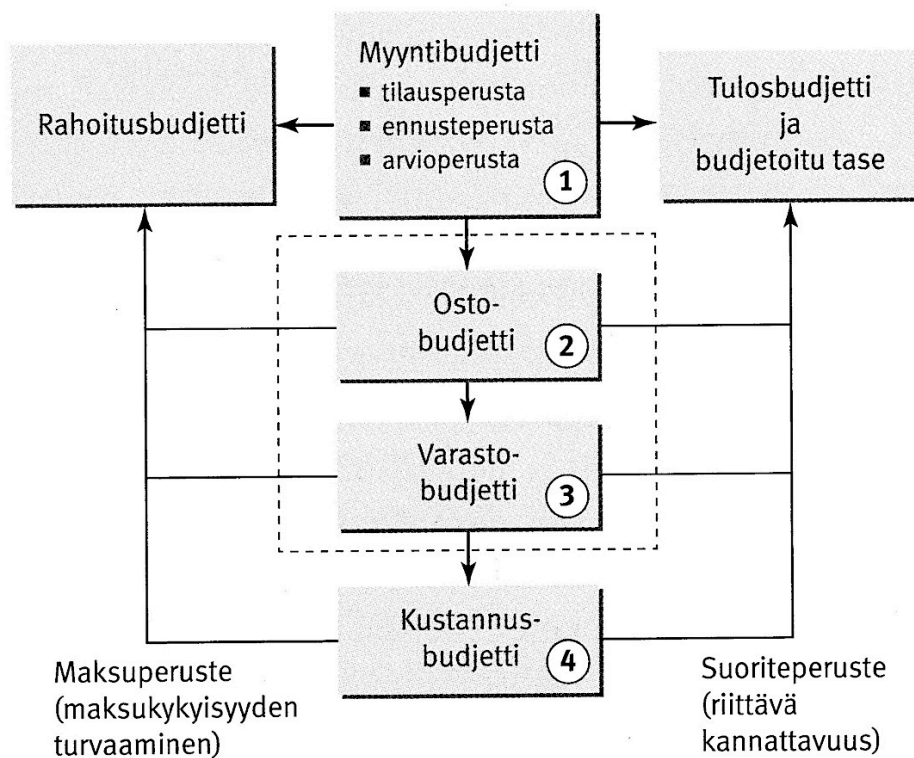 Rahoitusbudjetti
Myyntibudjetti
▪ tilausperusta
▪ ennusteperusta
▪ arvioperusta
1
Tulosbudjetti
ja
budjetoitu tase
Osto-
budjetti
2
Varasto-
budjetti
3
Kustannus-
budjetti
4
Maksuperuste
(maksukykyisyyden
turvaaminen)
Suoriteperuste
(riittävä
kannattavuus)